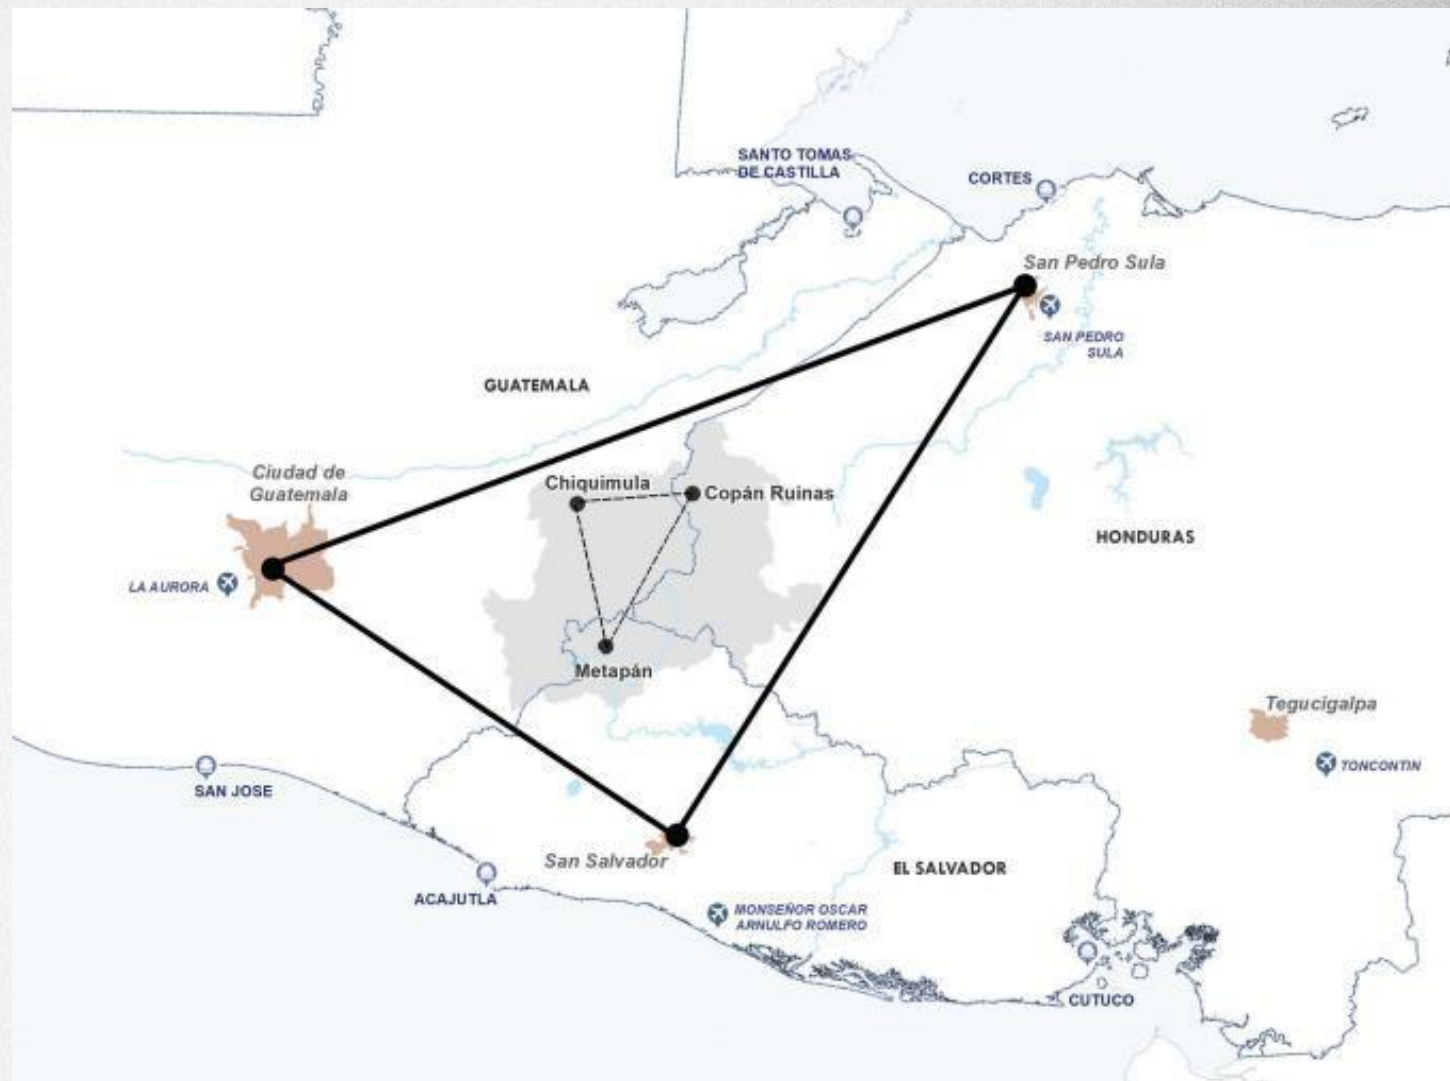 SANTO TOMAS
DE CASTILLA
CORTES
San Pedro Sula
SAN PEDRO
SULA
GUATEMALA
Ciudad de
Guatemala
Chiquimula
Copán Ruinas
HONDURAS
LA AURORA
Metapán
Tegucigalpa
TONCONTIN
SAN JOSE
San Salvador
EL SALVADOR
ACAJUTLA
MONSEÑOR OSCAR
ARNULFO ROMERO
CUTUCO